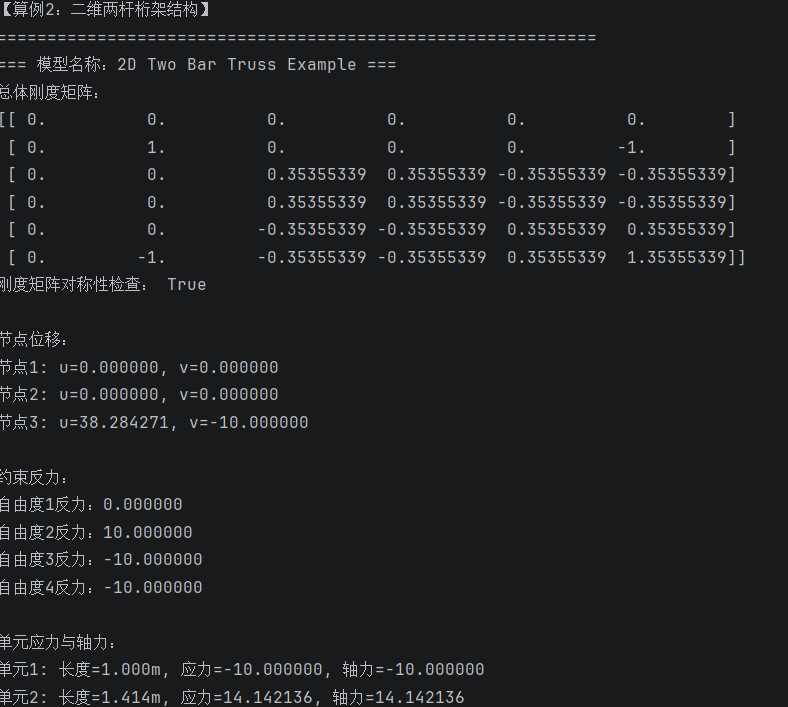 【算例2：二维两杆桁架结构】
============================================================
=== 模型名称：2D Two Bar Truss Example ===
总体刚度矩阵：
[[ 0.          0.          0.          0.          0.          0.        ]
 [ 0.          1.          0.          0.          0.         -1.        ]
 [ 0.          0.          0.35355339  0.35355339 -0.35355339 -0.35355339]
 [ 0.          0.          0.35355339  0.35355339 -0.35355339 -0.35355339]
 [ 0.          0.         -0.35355339 -0.35355339  0.35355339  0.35355339]
 [ 0.         -1.         -0.35355339 -0.35355339  0.35355339  1.35355339]]
刚度矩阵对称性检查： True
节点位移：
节点1: u=0.000000, v=0.000000
节点2: u=0.000000, v=0.000000
节点3: u=38.284271, v=-10.000000
约束反力：
自由度1反力：0.000000
自由度2反力：10.000000
自由度3反力：-10.000000
自由度4反力：-10.000000
单元应力与轴力：
单元1: 长度=1.000m, 应力=-10.000000, 轴力=-10.000000
单元2: 长度=1.414m, 应力=14.142136, 轴力=14.142136